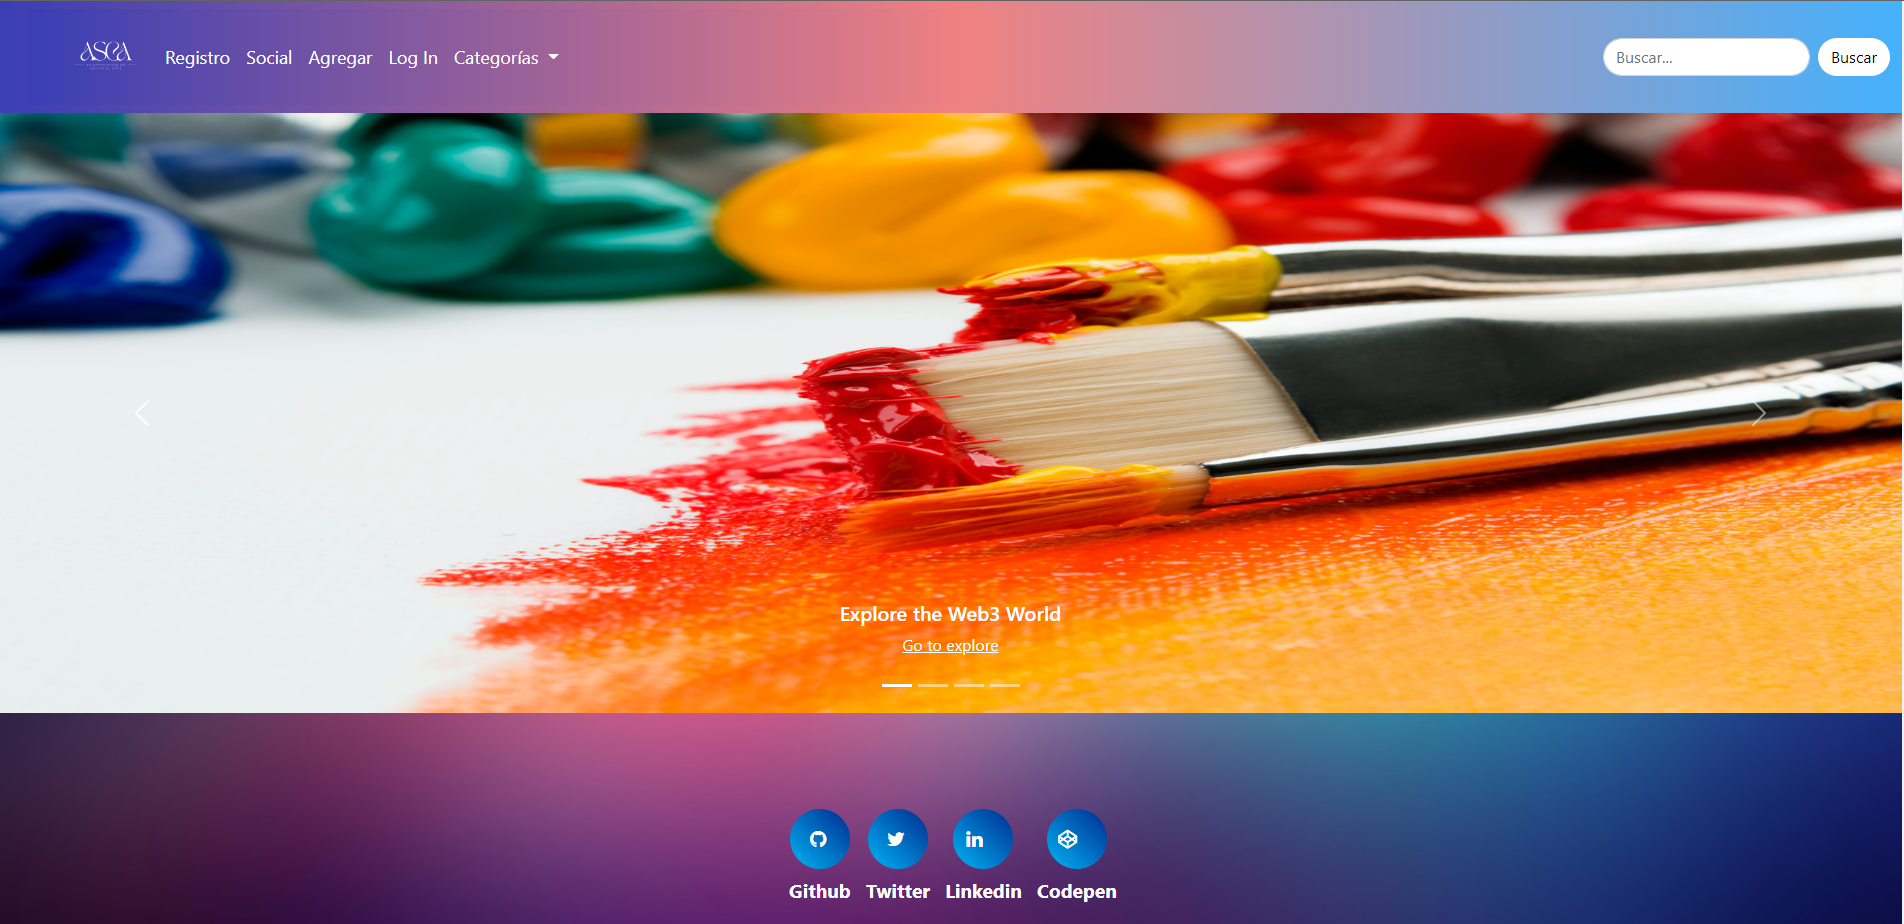 ASCA
Registro Social Agregar Log In Categorías
Buscar... Buscar
Explore the Web3 World
Go to explore
Github Twitter Linkedin Codepen